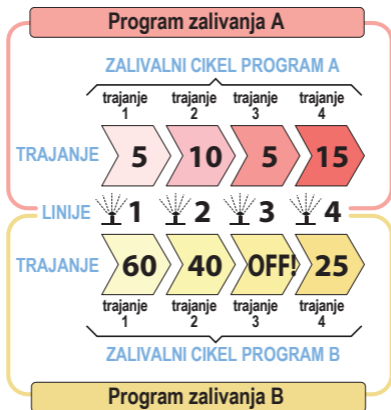 Program zalivanja A
ZALIVALNI CIKEL PROGRAM A
trajanje 1 trajanje 2 trajanje 3 trajanje 4
TRAJANJE 5 10 5 15
LINIJE 1 2 3 4
TRAJANJE 60 40 OFF! 25
trajanje 1 trajanje 2 trajanje 3 trajanje 4
ZALIVALNI CIKEL PROGRAM B
Program zalivanja B